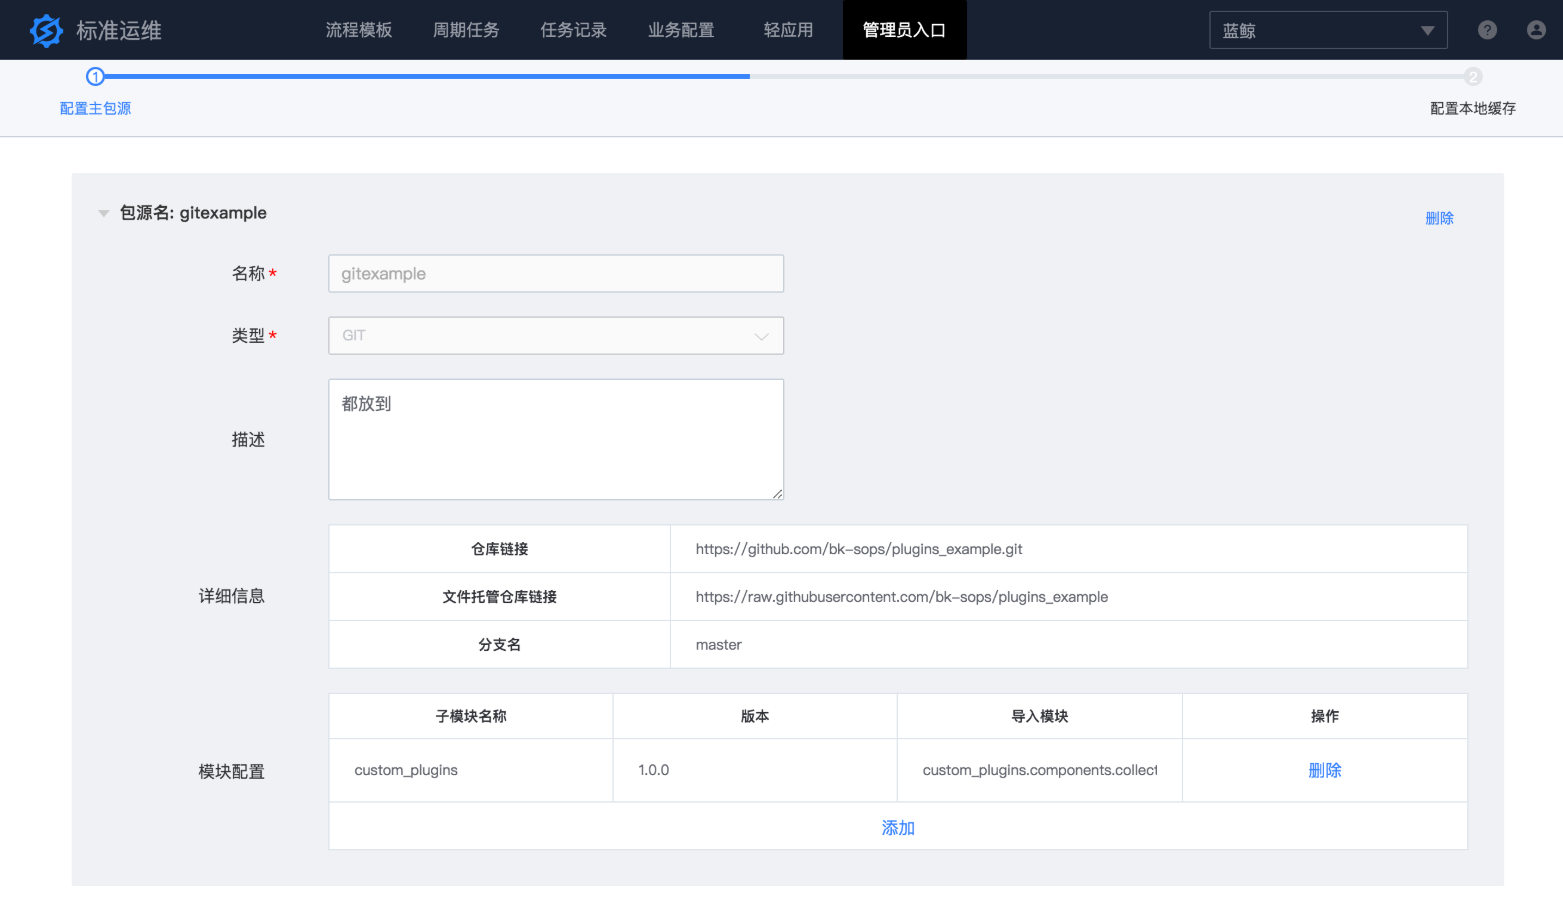 标准运维
流程模板 周期任务 任务记录 业务配置 轻应用 管理员入口
蓝鲸
?
1
2
配置主包源
配置本地缓存
包源名: gitexample
删除
名称*
gitexample
类型*
GIT
描述
都放到
详细信息
仓库链接 https://github.com/bk-sops/plugins_example.git
文件托管仓库链接 https://raw.githubusercontent.com/bk-sops/plugins_example
分支名 master
模块配置
子模块名称 版本 导入模块 操作
custom_plugins 1.0.0 custom_plugins.components.collect 删除
添加